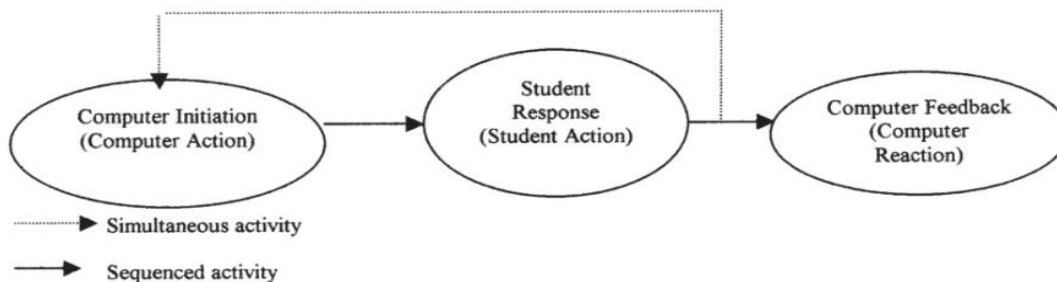 Computer Initiation
(Computer Action)
Student
Response
(Student Action)
Computer Feedback
(Computer
Reaction)
Simultaneous activity
Sequenced activity